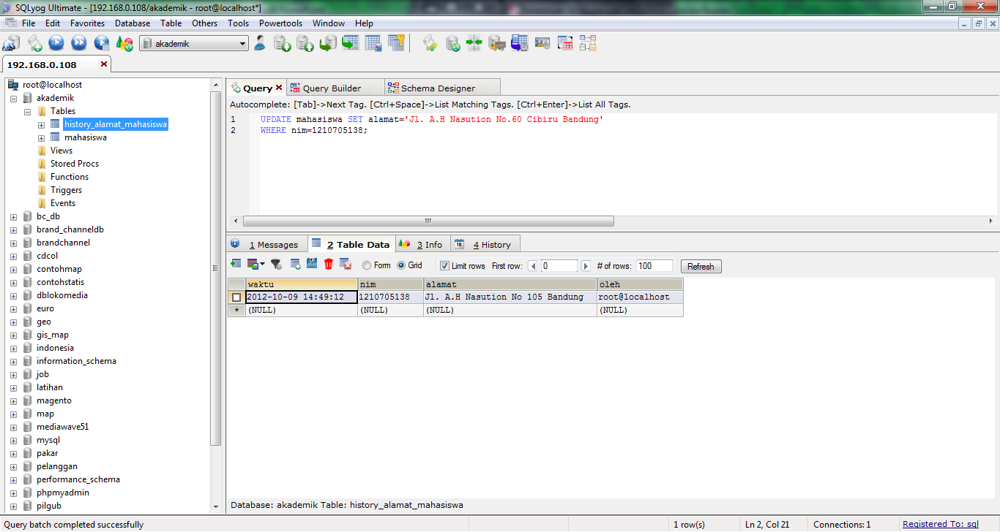 SQLyog Ultimate - [192.168.0.108/akademik - root@localhost*]
File Edit Favorites Database Table Others Tools Powertools Window Help
akademik
192.168.0.108
root@localhost
akademik
Tables
history_alamat_mahasiswa
mahasiswa
Views
Stored Procs
Functions
Triggers
Events
bc_db
brand_channeldb
brandchannel
cdcol
contohmap
contohstatis
dblokomedia
euro
geo
gis_map
indonesia
information_schema
job
latihan
magento
map
mediawave51
mysql
pakar
pelanggan
performance_schema
phpmyadmin
pilgub
Query Query Builder Schema Designer
Autocomplete: [Tab]->Next Tag. [Ctrl+Space]->List Matching Tags. [Ctrl+Enter]->List All Tags.
1 UPDATE mahasiswa SET alamat='Jl. A.H Nasution No.60 Cibiru Bandung'
2 WHERE nim=1210705138;
1 Messages 2 Table Data 3 Info 18 4 History
Form Grid Limit rows First row: 0 # of rows: 100 Refresh
waktu nim alamat oleh
2012-10-09 14:49:12 1210705138 Jl. A.H Nasution No 105 Bandung root@localhost
* (NULL) (NULL) (NULL) (NULL)
Database: akademik Table: history_alamat_mahasiswa
Query batch completed successfully 1 row(s) Ln 2, Col 21 Connections: 1 Registered To: sql